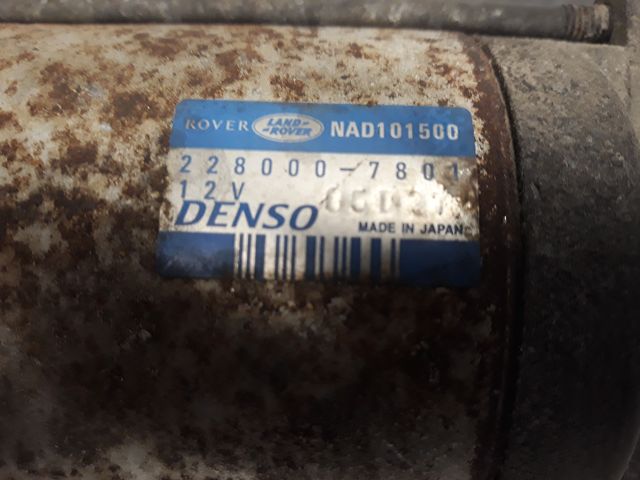 ROVER LAND-ROVER NAD101500
228000-7801
12V
DENSO MADE IN JAPAN